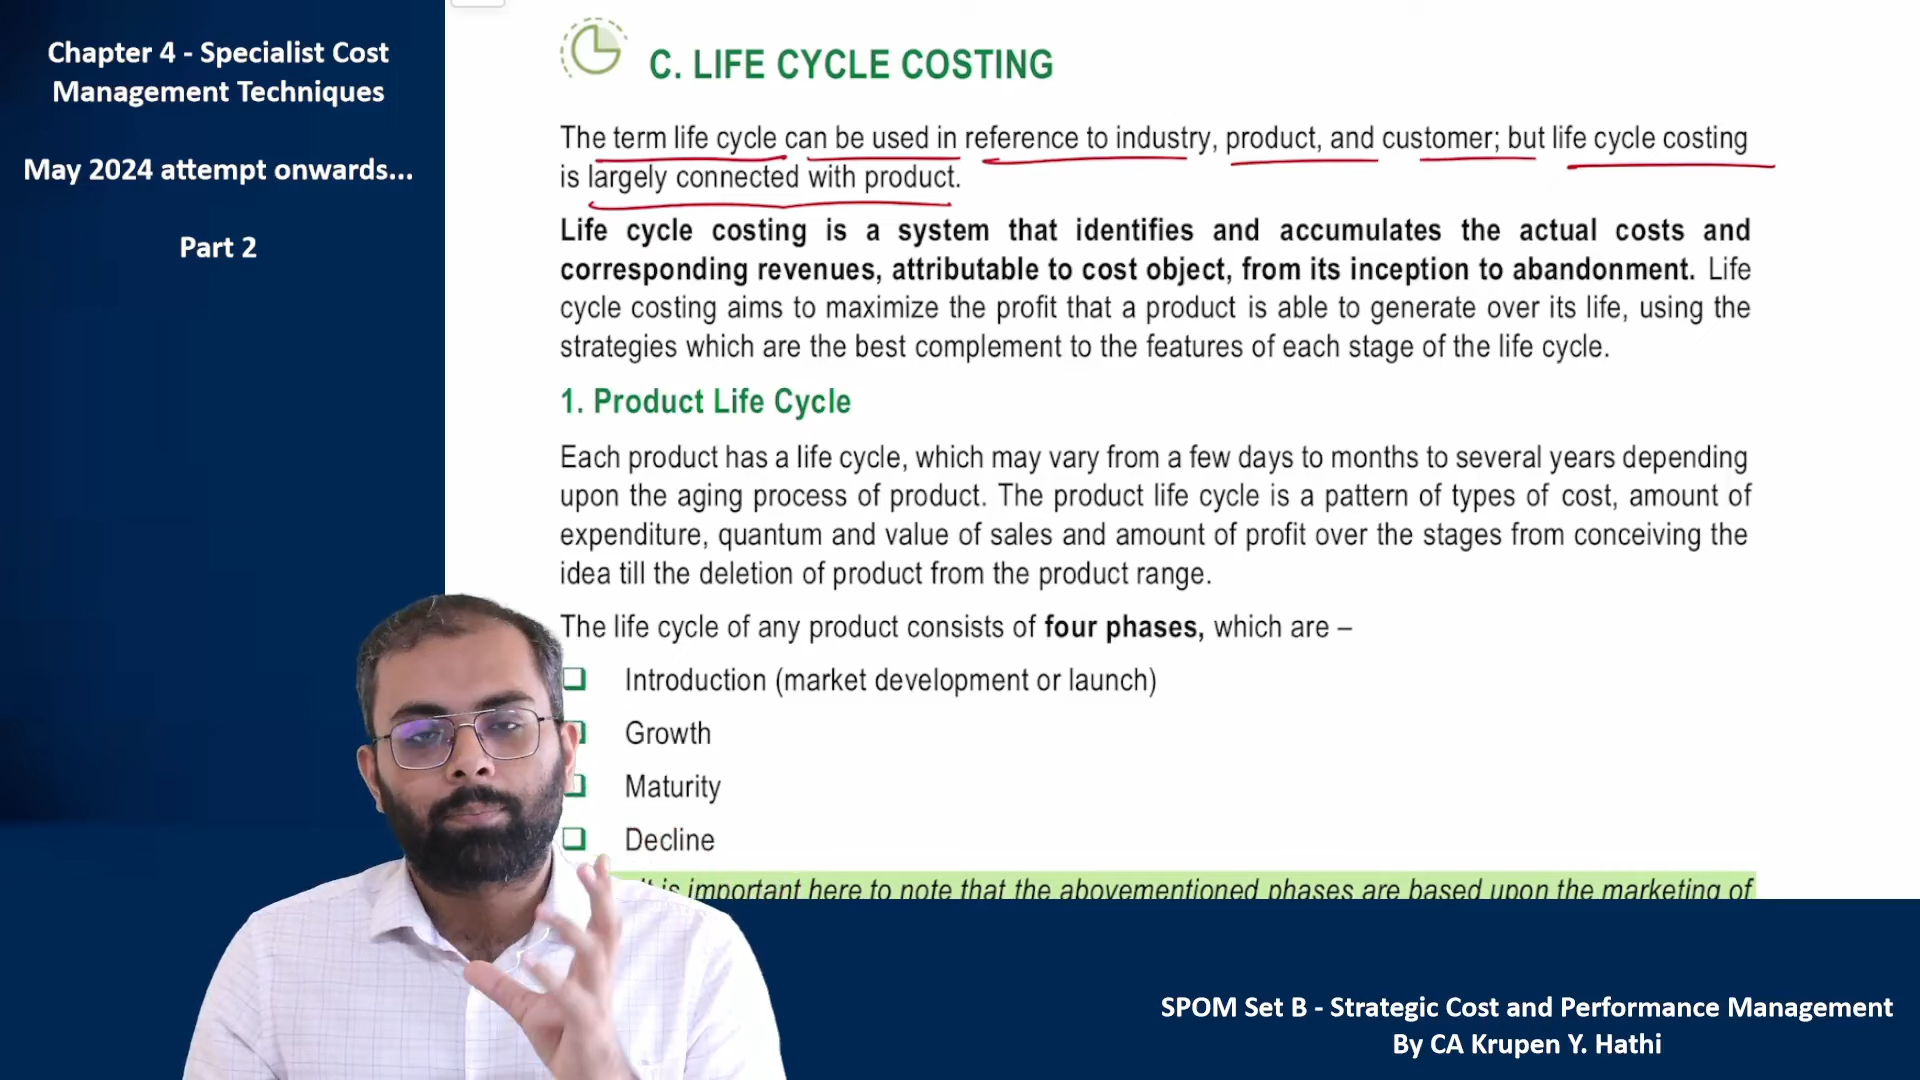 Chapter 4 - Specialist Cost
Management Techniques
May 2024 attempt onwards...
Part 2
C. LIFE CYCLE COSTING
The term life cycle can be used in reference to industry, product, and customer; but life cycle costing
is largely connected with product.
Life cycle costing is a system that identifies and accumulates the actual costs and
corresponding revenues, attributable to cost object, from its inception to abandonment. Life
cycle costing aims to maximize the profit that a product is able to generate over its life, using the
strategies which are the best complement to the features of each stage of the life cycle.
1. Product Life Cycle
Each product has a life cycle, which may vary from a few days to months to several years depending
upon the aging process of product. The product life cycle is a pattern of types of cost, amount of
expenditure, quantum and value of sales and amount of profit over the stages from conceiving the
idea till the deletion of product from the product range.
The life cycle of any product consists of four phases, which are –
Introduction (market development or launch)
Growth
Maturity
Decline
is important here to note that the abovementioned phases are based upon the marketing of
SPOM Set B - Strategic Cost and Performance Management
By CA Krupen Y. Hathi